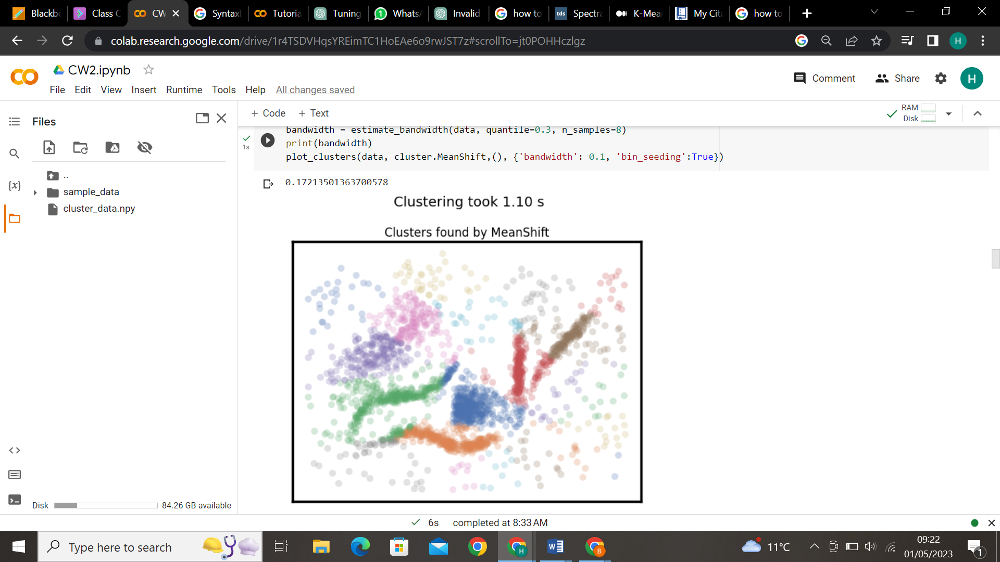 Blackb
Class C
CW
Syntax
Tutoria
Tuning
1
Whats
Invalid
how to
tds
Spectra
K-Mea
My Cit
how to
colab.research.google.com/drive/1r4TSDVHqsYREimTC1HoEAe6o9rwJST7z#scrollTo=jt0POHHczlgz
H
CW2.ipynb
Comment
Share
H
File Edit View Insert Runtime Tools Help All changes saved
Files
+ Code + Text
RAM
Disk
bandwidth = estimate_bandwidth(data, quantile=0.3, n_samples=8)
print(bandwidth)
plot_clusters(data, cluster.MeanShift,(), {'bandwidth': 0.1, 'bin_seeding':True})
1s
{x}
..
sample_data
cluster_data.npy
0.17213501363700578
Clustering took 1.10 s
Clusters found by MeanShift
Disk 84.26 GB available
6s completed at 8:33 AM
Type here to search
H
B
11°C
09:22
01/05/2023
1